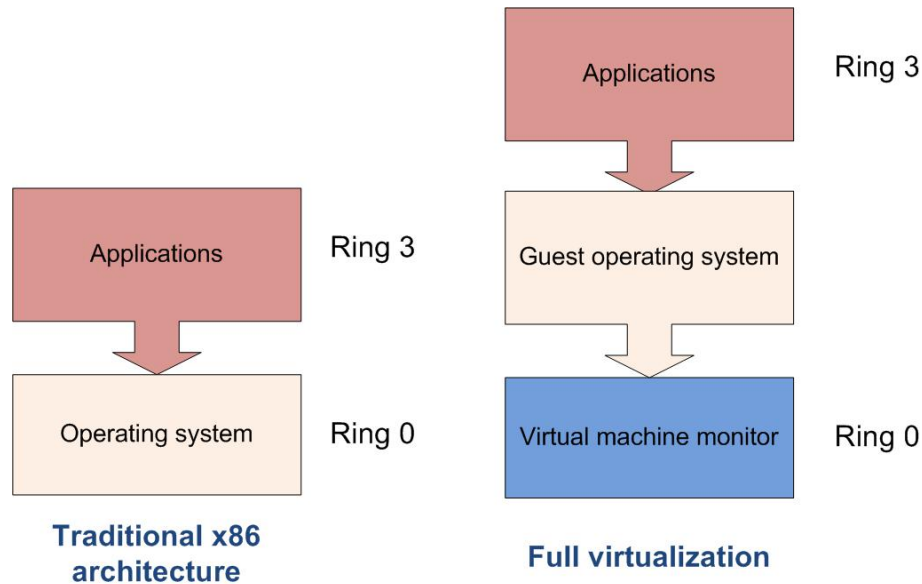 Applications
Ring 3
Operating system
Ring 0
Traditional x86
architecture
Applications
Ring 3
Guest operating system
Virtual machine monitor
Ring 0
Full virtualization